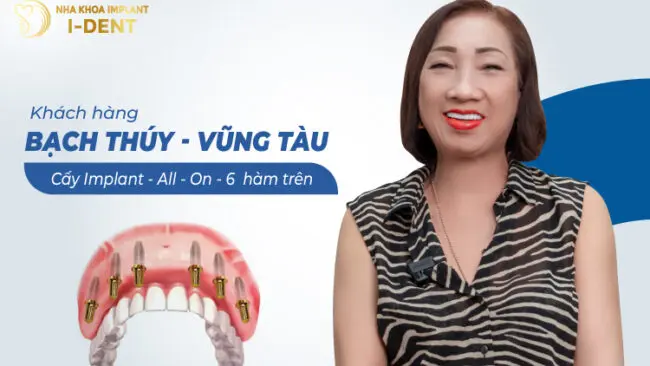 NHA KHOA IMPLANT
I-DENT
Khách hàng
BẠCH THÚY - VŨNG TÀU
Cấy Implant - All - On - 6 hàm trên